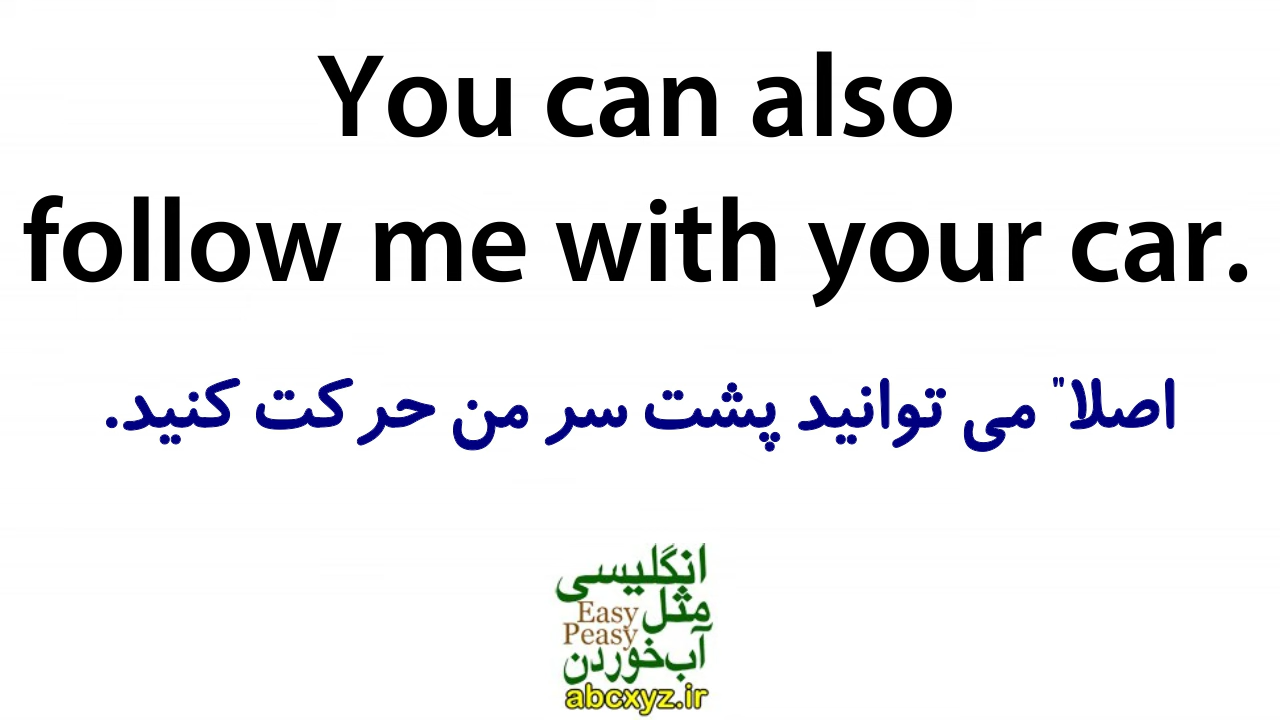 You can also
follow me with your car.
اصلا" می توانید پشت سر من حرکت کنید.
انگلیسی
مثل Easy
Peasy
آب‌خوردن
abcxyz.ir